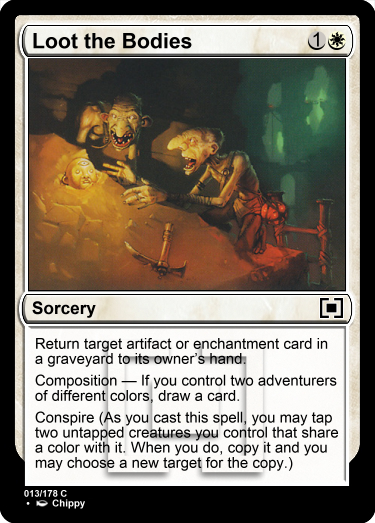 Loot the Bodies
1
Sorcery
Return target artifact or enchantment card in
a graveyard to its owner's hand.
Composition — If you control two adventurers
of different colors, draw a card.
Conspire (As you cast this spell, you may tap
two untapped creatures you control that share
a color with it. When you do, copy it and you
may choose a new target for the copy.)
013/178 C
• Chippy